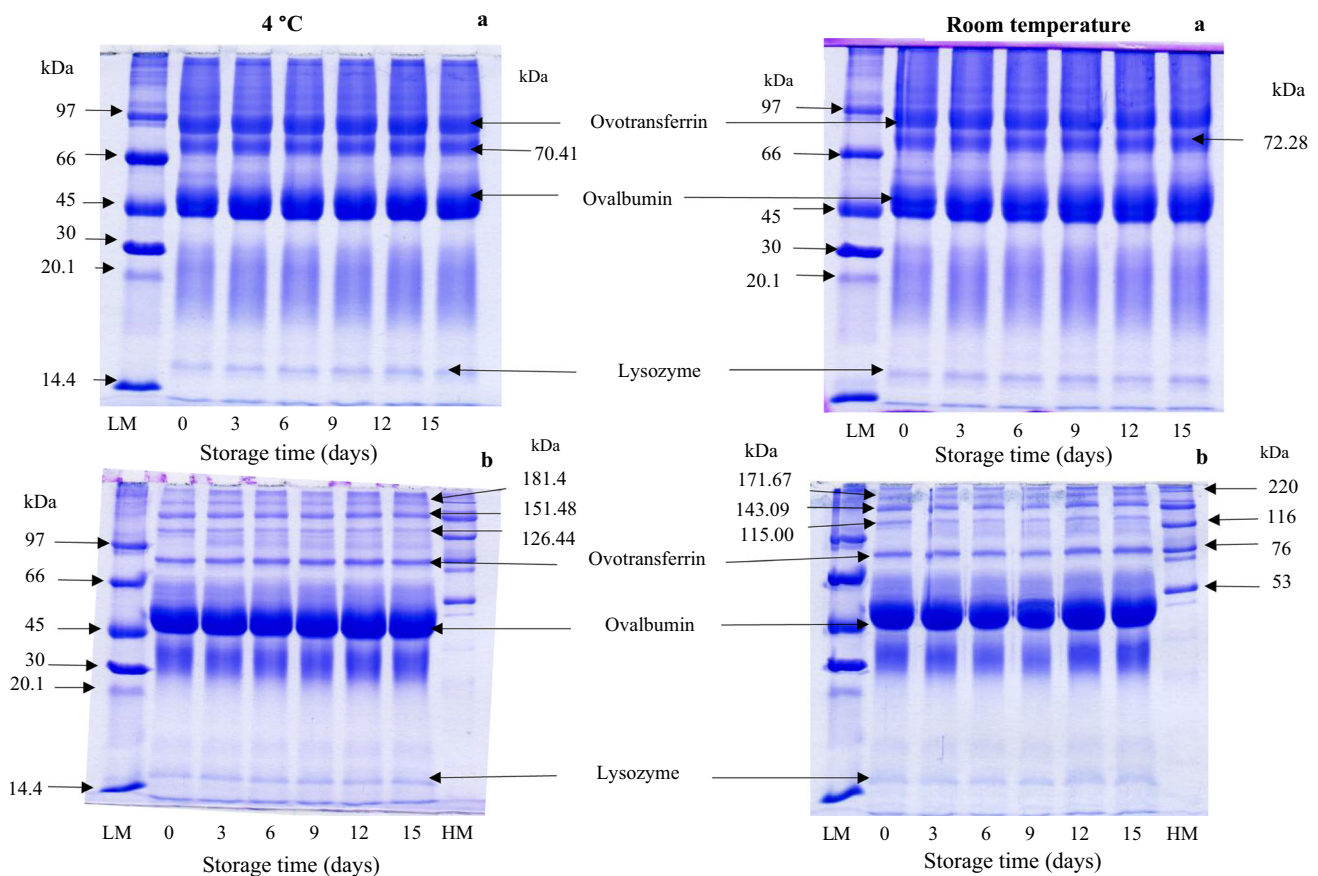 4 °C
a
Room temperature
a
kDa
kDa
kDa
kDa
97
66
45
30
20.1
14.4
Ovotransferrin
70.41
Ovalbumin
Lysozyme
97
66
45
30
20.1
72.28
LM 0 3 6 9 12 15
Storage time (days)
LM 0 3 6 9 12 15
Storage time (days)
b
kDa
kDa
181.4
151.48
126.44
97
66
45
30
20.1
14.4
Ovotransferrin
Ovalbumin
Lysozyme
b
kDa
kDa
171.67
143.09
115.00
220
116
76
53
LM 0 3 6 9 12 15 HM
Storage time (days)
LM 0 3 6 9 12 15 HM
Storage time (days)